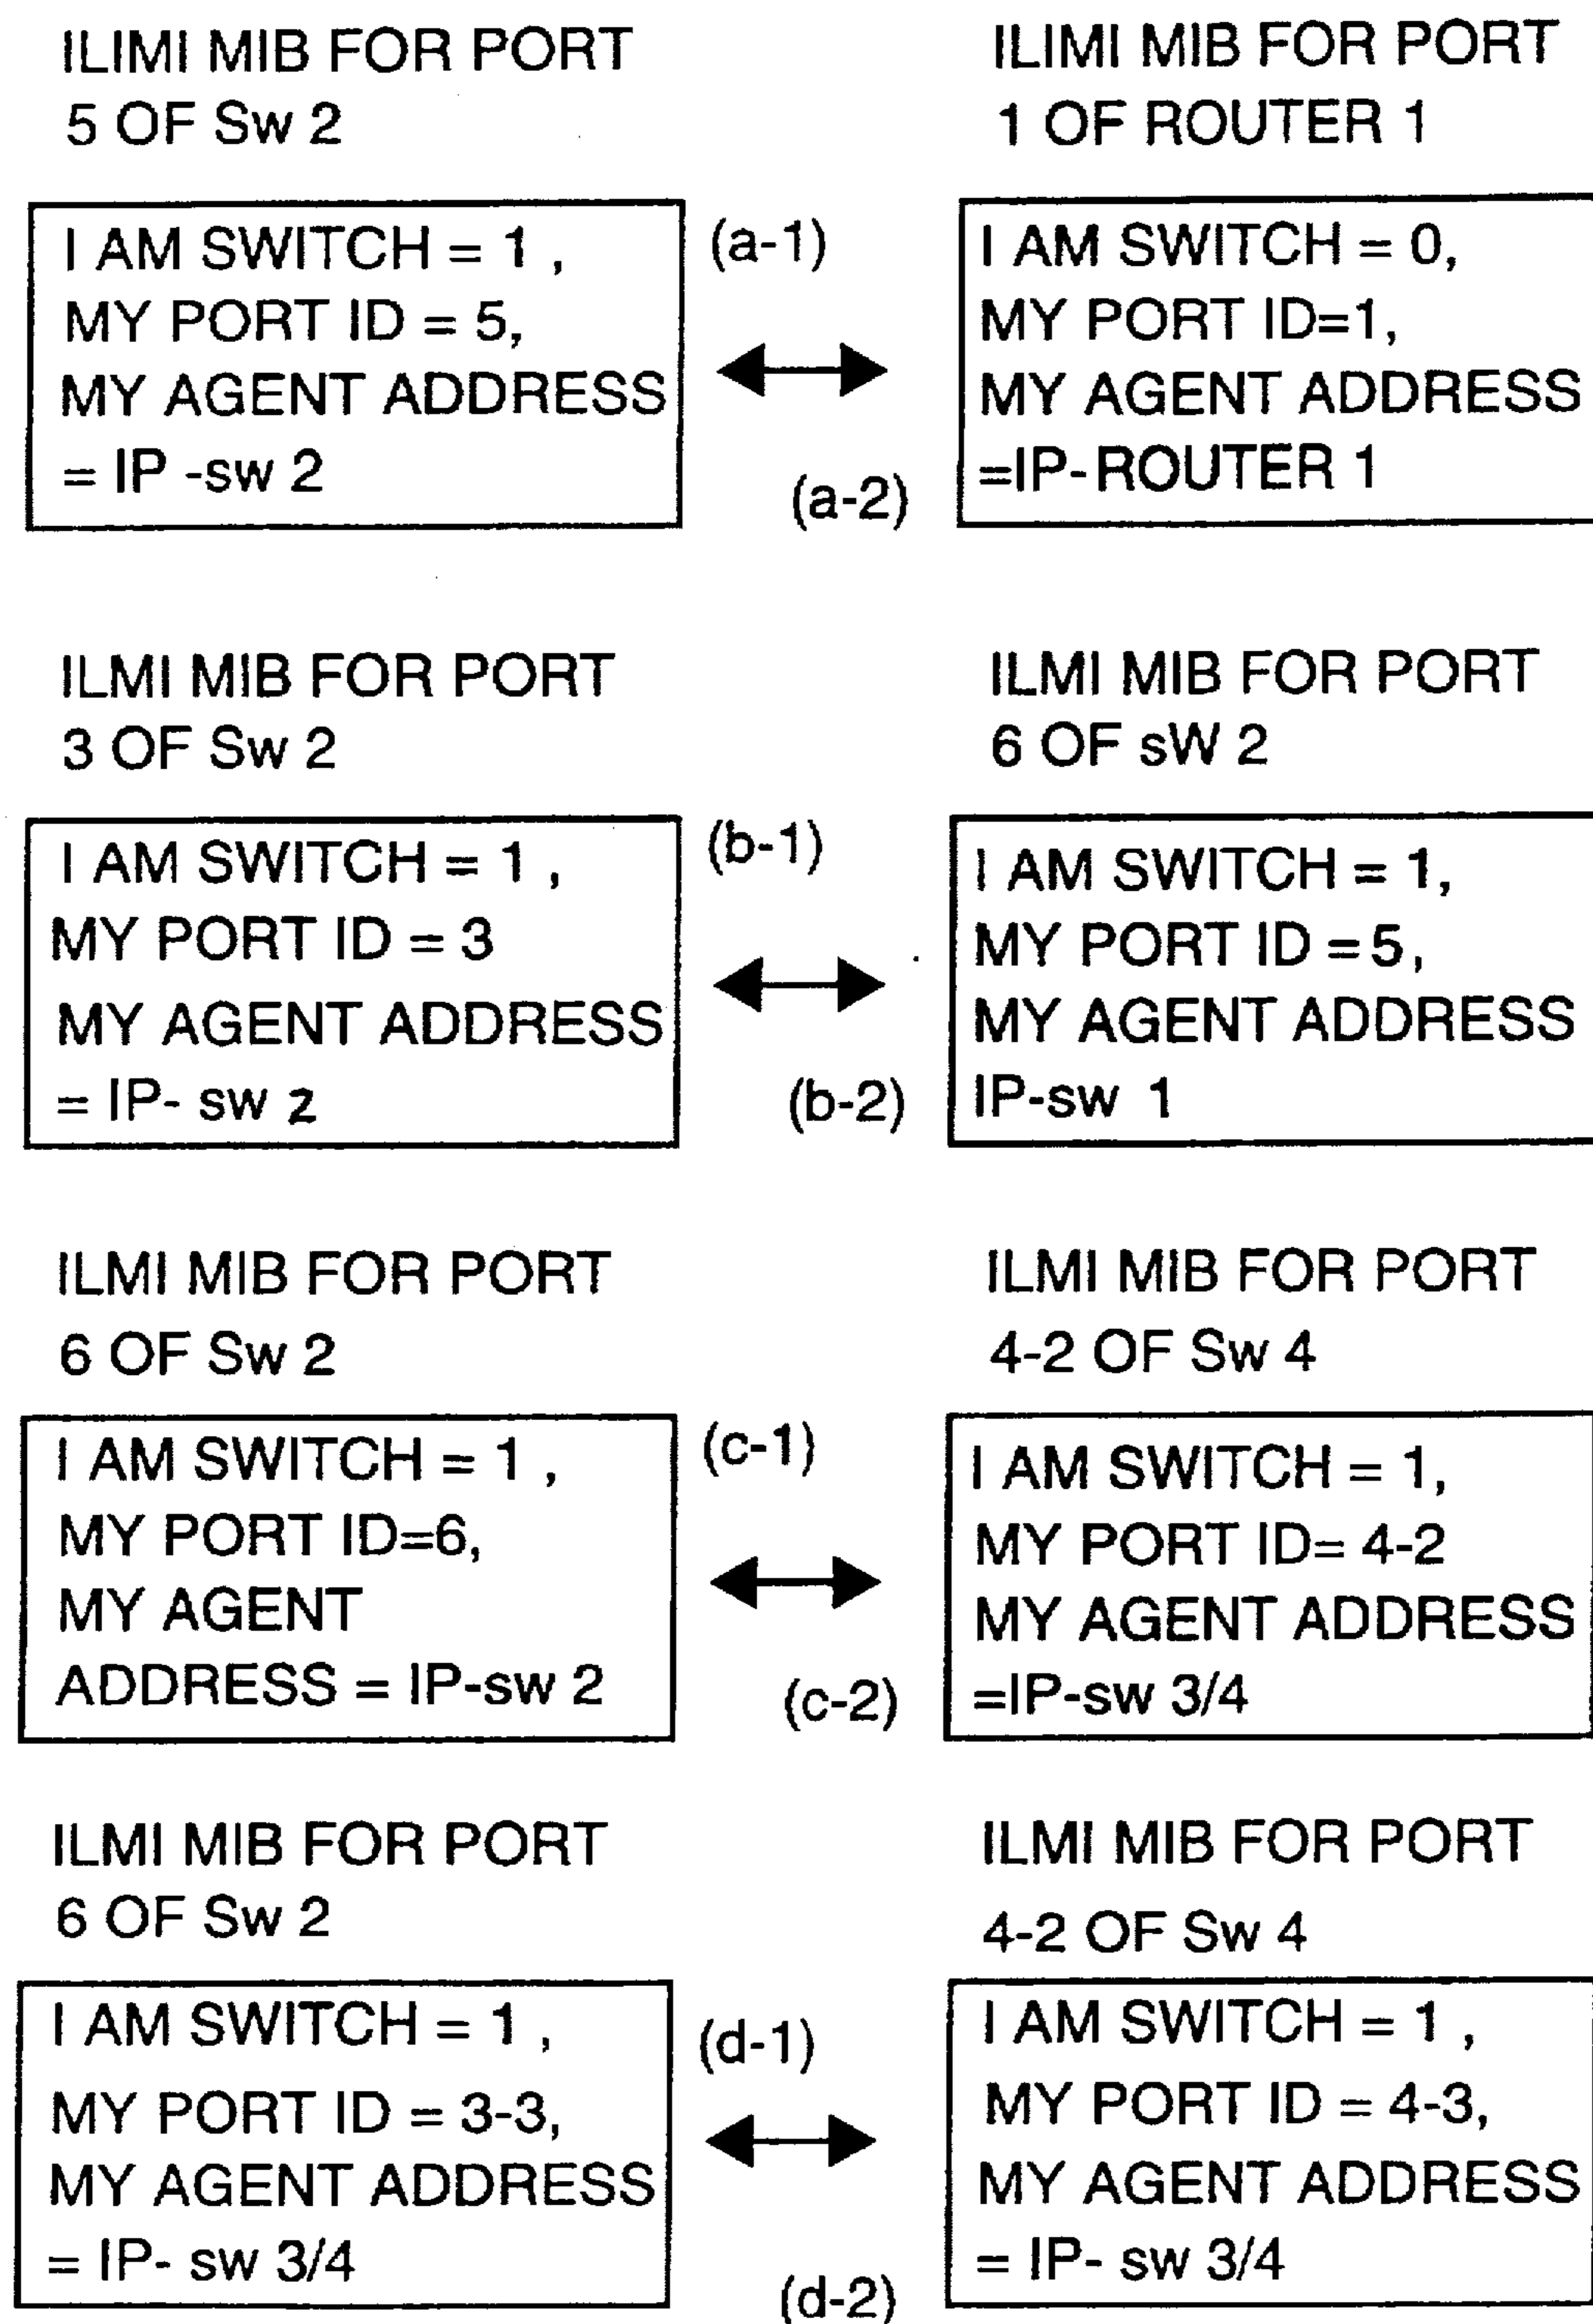 ILIMI MIB FOR PORT
5 OF Sw 2
ILIMI MIB FOR PORT
1 OF ROUTER 1
I AM SWITCH = 1 ,
MY PORT ID = 5,
MY AGENT ADDRESS
= IP -sw 2
(a-1)
(a-2)
I AM SWITCH = 0,
MY PORT ID=1,
MY AGENT ADDRESS
=IP-ROUTER 1
ILMI MIB FOR PORT
3 OF Sw 2
ILMI MIB FOR PORT
6 OF sW 2
I AM SWITCH = 1 ,
MY PORT ID = 3
MY AGENT ADDRESS
= IP- sw 2
(b-1)
(b-2)
I AM SWITCH = 1,
MY PORT ID =5,
MY AGENT ADDRESS
IP-sw 1
ILMI MIB FOR PORT
6 OF Sw 2
ILMI MIB FOR PORT
4-2 OF Sw 4
I AM SWITCH = 1 ,
MY PORT ID=6,
MY AGENT
ADDRESS = IP-sw 2
(c-1)
(c-2)
I AM SWITCH = 1,
MY PORT ID= 4-2
MY AGENT ADDRESS
=IP-sw 3/4
ILMI MIB FOR PORT
6 OF Sw 2
ILMI MIB FOR PORT
4-2 OF Sw 4
I AM SWITCH = 1 ,
MY PORT ID = 3-3,
MY AGENT ADDRESS
= IP- sw 3/4
(d-1)
(d-2)
I AM SWITCH = 1 ,
MY PORT ID = 4-3,
MY AGENT ADDRESS
= IP- sw 3/4